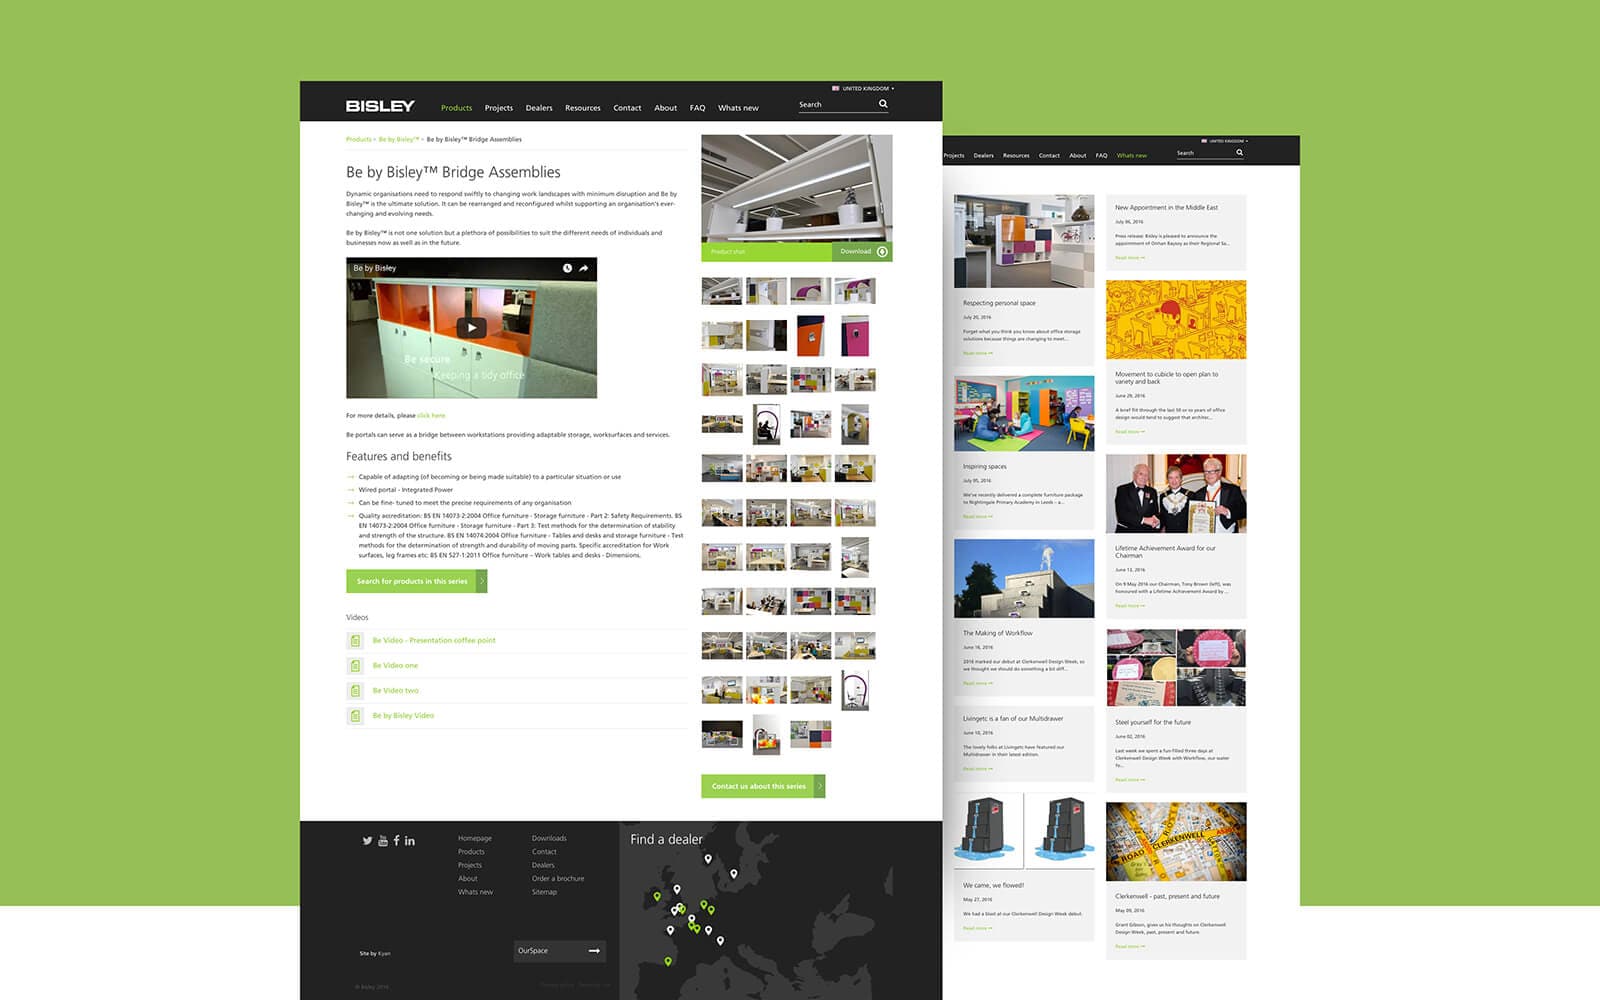 UNITED KINGDOM
BISLEY
Products Projects Dealers Resources Contact About FAQ Whats new
Search
Products > Be by Bisley™ > Be by Bisley™ Bridge Assemblies
Be by Bisley™ Bridge Assemblies
Dynamic organisations need to respond swiftly to changing work landscapes with minimum disruption and Be by
Bisley™ is the ultimate solution. It can be rearranged and reconfigured whilst supporting an organisation's ever-
changing and evolving needs.
Be by Bisley™ is not one solution but a plethora of possibilities to suit the different needs of individuals and
businesses now as well as in the future.
Be by Bisley
Be secure
Keeping a tidy office
For more details, please click here
Be portals can serve as a bridge between workstations providing adaptable storage, worksurfaces and services.
Features and benefits
Capable of adapting (of becoming or being made suitable) to a particular situation or use
Wired portal - Integrated Power
Can be fine- tuned to meet the precise requirements of any organisation
Quality accreditation: BS EN 14073-2:2004 Office furniture - Storage furniture - Part 2: Safety Requirements. BS
EN 14073-2:2004 Office furniture - Storage furniture - Part 3: Test methods for the determination of stability
and strength of the structure. BS EN 14074:2004 Office furniture - Tables and desks and storage furniture - Test
methods for the determination of strength and durability of moving parts. Specific accreditation for Work
surfaces, leg frames etc: BS EN 527-1:2011 Office furniture – Work tables and desks - Dimensions.
Search for products in this series
Videos
Be Video - Presentation coffee point
Be Video one
Be Video two
Be by Bisley Video
Product shot
Download
Contact us about this series
Homepage
Products
Projects
About
Whats new
Downloads
Contact
Dealers
Order a brochure
Sitemap
Site by Kyan
OurSpace
© Bisley 2016
Find a dealer
UNITED KINGDOM
Projects Dealers Resources Contact About FAQ Whats new
Search
Respecting personal space
July 20, 2016
Forget what you think you know about office storage
solutions because things are changing to meet...
Read more
Inspiring spaces
July 05, 2016
We've recently delivered a complete furniture package
to Nightingale Primary Academy in Leeds – a...
Read more
The Making of Workflow
June 16, 2016
2016 marked our debut at Clerkenwell Design Week, so
we thought we should do something a bit diff...
Read more
Livingetc is a fan of our Multidrawer
June 10, 2016
The lovely folks at Livingetc have featured our
Multidrawer in their latest edition.
Read more
We came, we flowed!
May 27, 2016
We had a blast at our Clerkenwell Design Week debut.
Read more
New Appointment in the Middle East
July 06, 2016
Press release: Bisley is pleased to announce the
appointment of Orhan Baysoy as their Regional Sa...
Read more
Movement to cubicle to open plan to
variety and back
June 29, 2016
A brief flit through the last 50 or so years of office
design would tend to suggest that architec...
Read more
Lifetime Achievement Award for our
Chairman
June 13, 2016
On 9 May 2016 our Chairman, Tony Brown (left), was
honoured with a Lifetime Achievement Award by ...
Read more
Steel yourself for the future
June 02, 2016
Last week we spent a fun-filled three days at
Clerkenwell Design Week with Workflow, our water
fe...
Read more
ROAD CLERKENWELL
Clerkenwell - past, present and future
May 09, 2016
Grant Gibson, gives us his thoughts on Clerkenwell
Design Week, past, present and future.
Read more